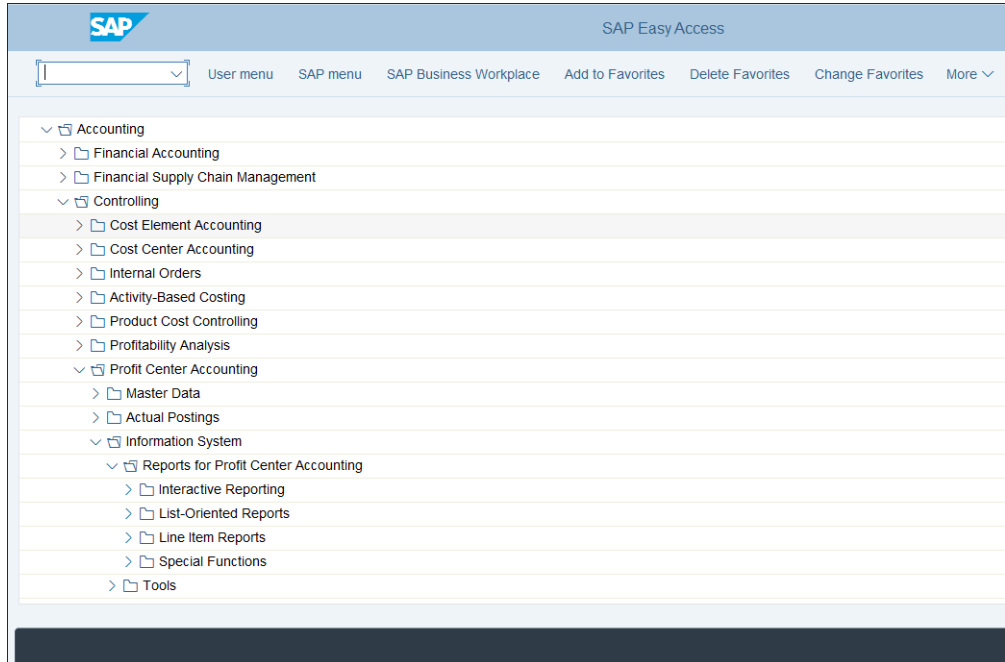 SAP
SAP Easy Access
User menu SAP menu SAP Business Workplace Add to Favorites Delete Favorites Change Favorites More
Accounting
Financial Accounting
Financial Supply Chain Management
Controlling
Cost Element Accounting
Cost Center Accounting
Internal Orders
Activity-Based Costing
Product Cost Controlling
Profitability Analysis
Profit Center Accounting
Master Data
Actual Postings
Information System
Reports for Profit Center Accounting
Interactive Reporting
List-Oriented Reports
Line Item Reports
Special Functions
Tools